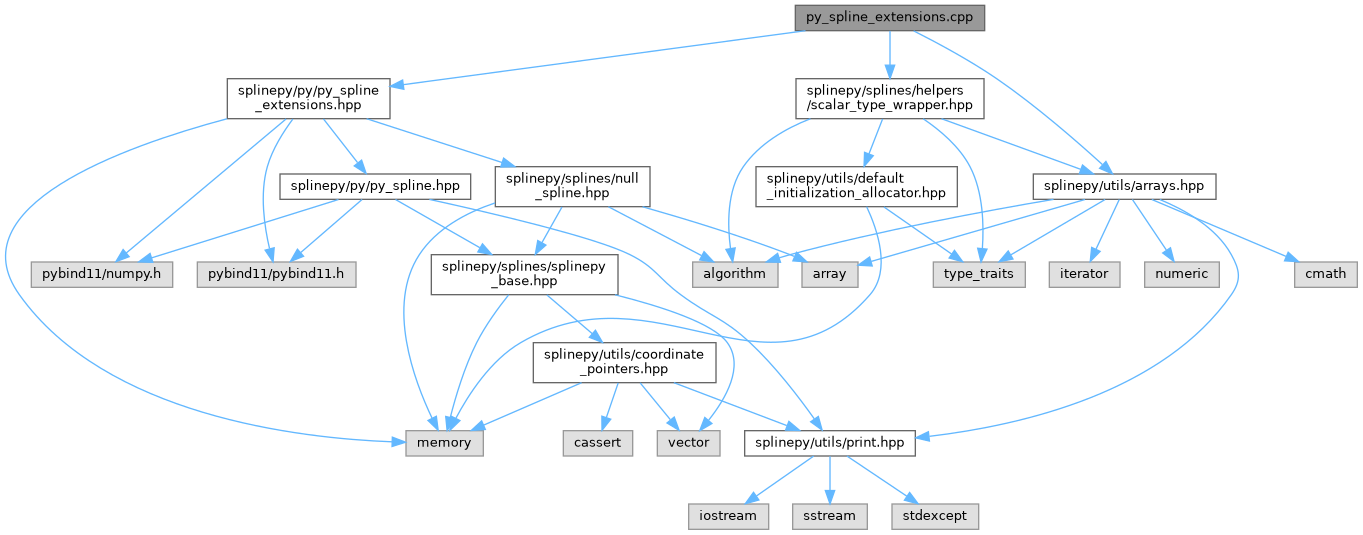 py_spline_extensions.cpp
splinepy/py/py_spline
_extensions.hpp
splinepy/splines/helpers
/scalar_type_wrapper.hpp
splinepy/py/py_spline.hpp
splinepy/splines/null
_spline.hpp
splinepy/utils/default
_initialization_allocator.hpp
splinepy/utils/arrays.hpp
pybind11/numpy.h
pybind11/pybind11.h
splinepy/splines/splinepy
_base.hpp
algorithm
array
type_traits
iterator
numeric
cmath
splinepy/utils/coordinate
_pointers.hpp
memory
cassert
vector
splinepy/utils/print.hpp
iostream
sstream
stdexcept